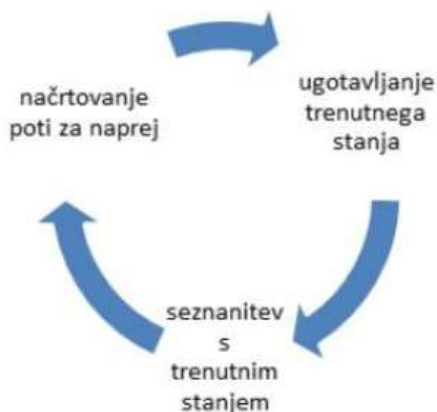 načrtovanje
poti za naprej
ugotavljanje
trenutnega
stanja
seznanitev
s
trenutnim
stanjem